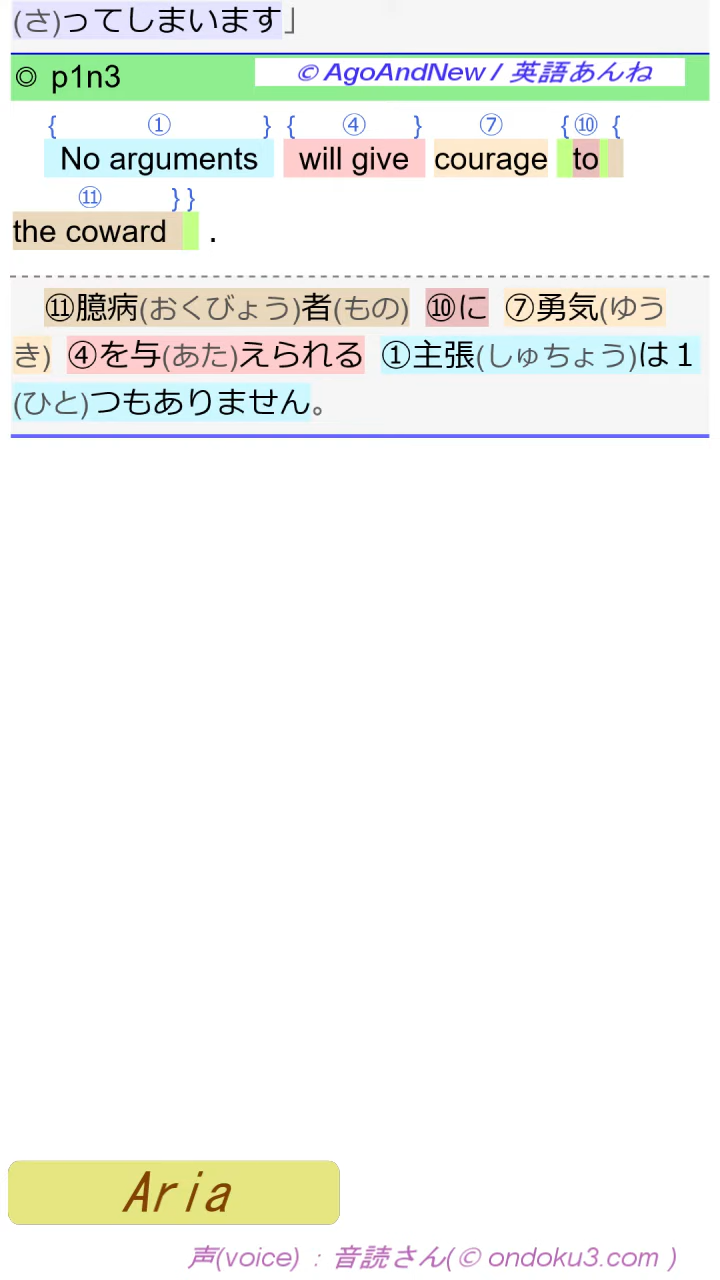 (さ)ってしまいます」
◎ p1n3 © AgoAndNew / 英語あんね
{ ① } { ④ } ⑦ { ⑩ {
No arguments will give courage to
⑪ } }
the coward .
⑪臆病(おくびょう)者(もの) ⑩に ⑦勇気(ゆう
き) ④を与(あた)えられる ①主張(しゅちょう)は１
(ひと)つもありません。
Aria
声(voice) : 音読さん( © ondoku3.com )